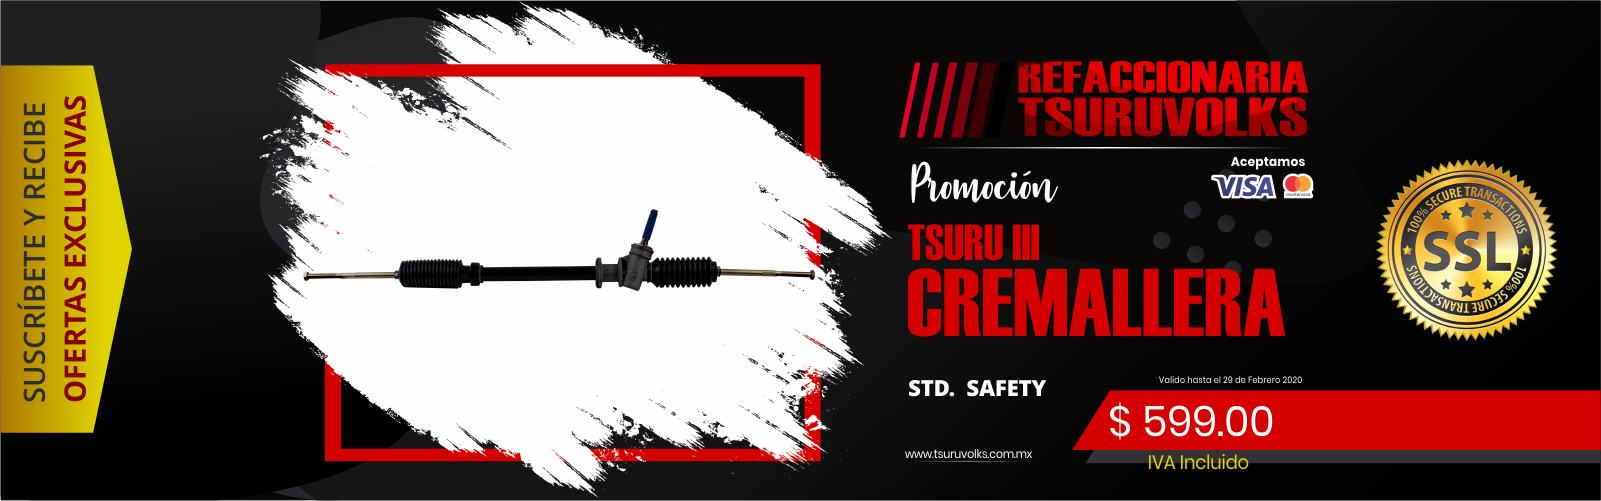 SUSCRÍBETE Y RECIBE
OFERTAS EXCLUSIVAS
REFACCIONARIA
TSURUVOLKS
Promoción
Aceptamos
VISA
mastercard
TSURU III
CREMALLERA
STD. SAFETY
Valido hasta el 29 de Febrero 2020
$ 599.00
IVA Incluido
www.tsuruvolks.com.mx
100% SECURE TRANSACTIONS
SSL
100% SECURE TRANSACTIONS